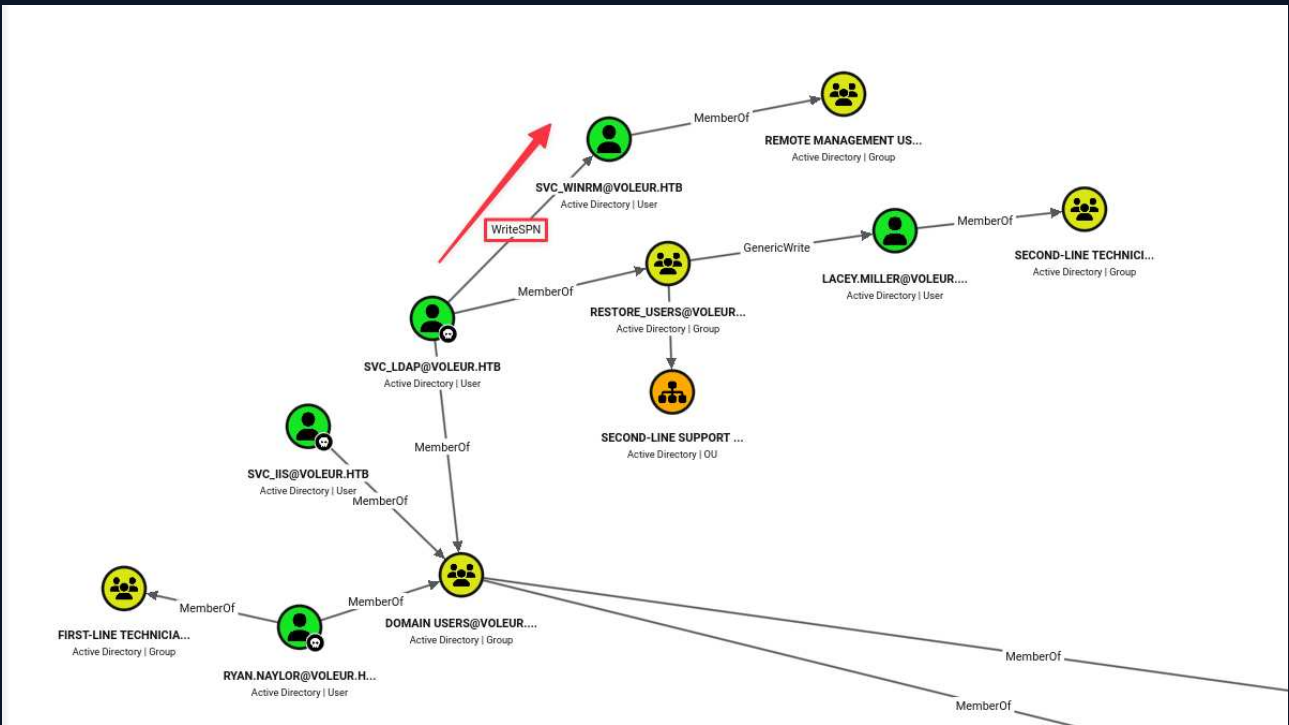 MemberOf
REMOTE MANAGEMENT US...
Active Directory | Group
SVC_WINRM@VOLEUR.HTB
Active Directory | User
WriteSPN
MemberOf
SECOND-LINE TECHNICI...
Active Directory | Group
GenericWrite
LACEY.MILLER@VOLEUR....
Active Directory | User
MemberOf
RESTORE_USERS@VOLEUR...
Active Directory | Group
SVC_LDAP@VOLEUR.HTB
Active Directory | User
SECOND-LINE SUPPORT ...
Active Directory | OU
MemberOf
SVC_IIS@VOLEUR.HTB
Active Directory | User
MemberOf
MemberOf
FIRST-LINE TECHNICIA...
Active Directory | Group
MemberOf
DOMAIN USERS@VOLEUR....
Active Directory | Group
RYAN.NAYLOR@VOLEUR.H...
Active Directory | User
MemberOf
MemberOf